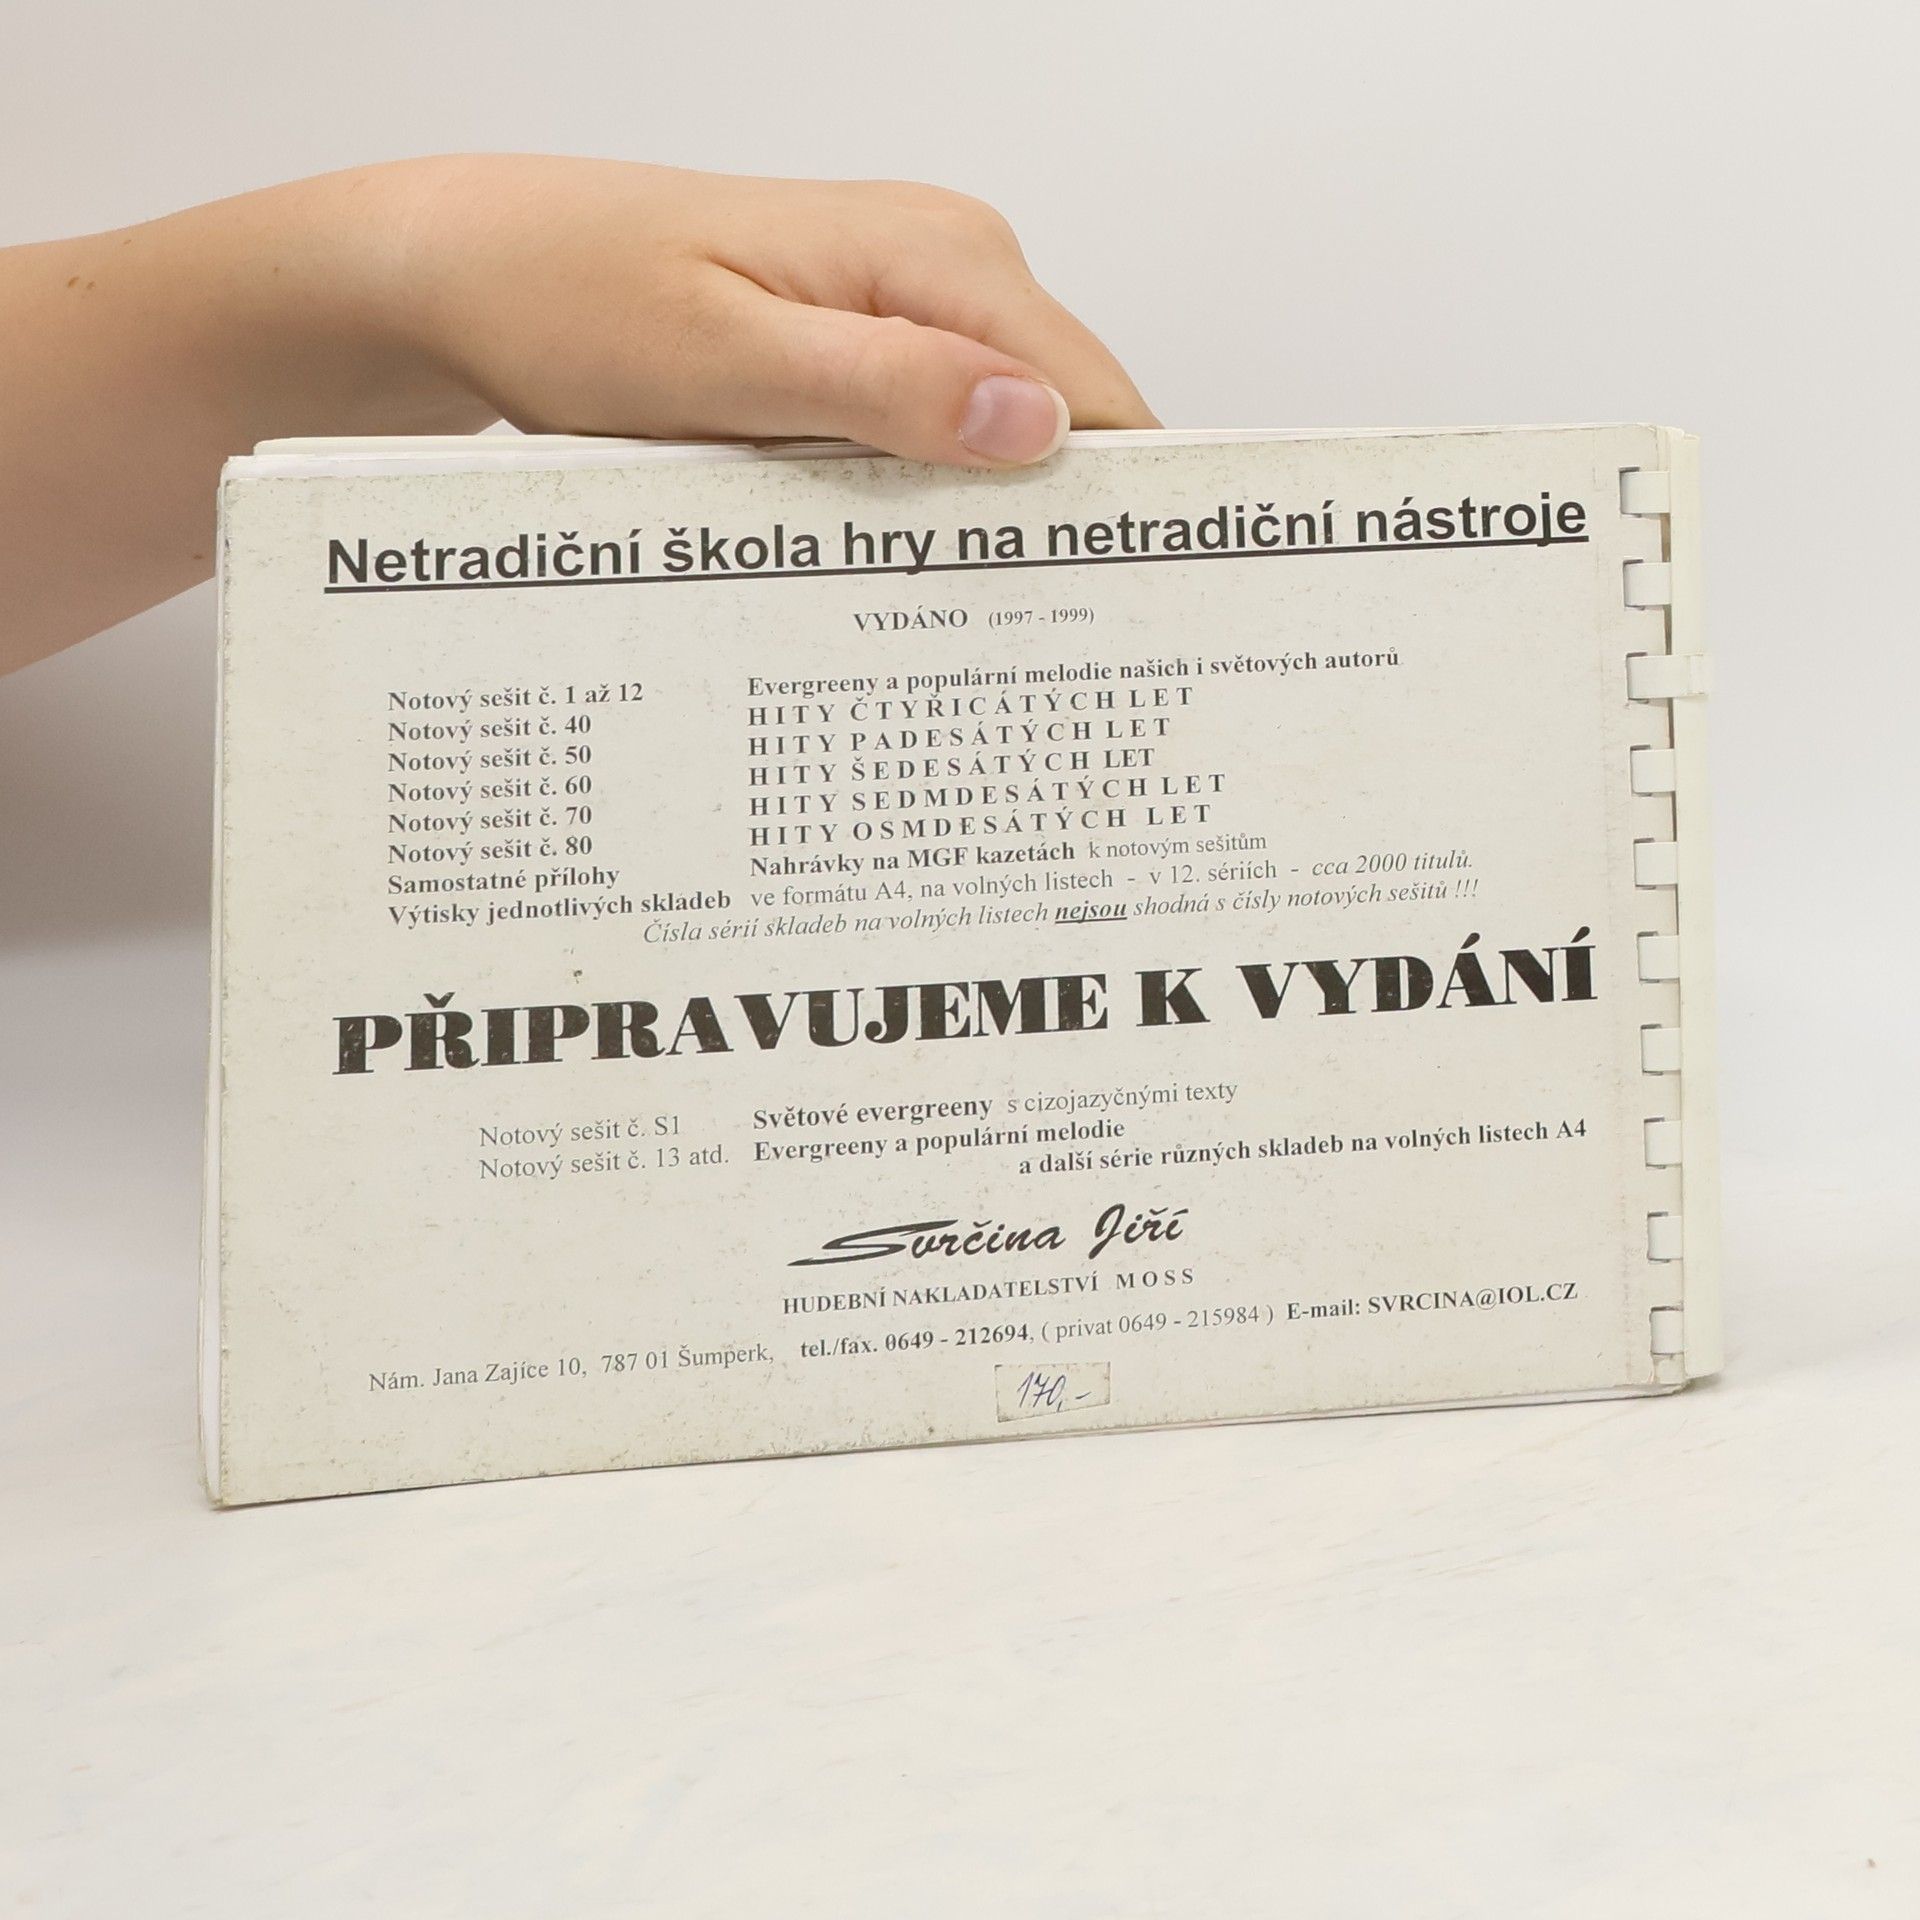 Netradiční škola hry na netradiční nástroje
VYDÁNO (1997 - 1999)
Notový sešit č. 1 až 12 Evergreeny a populární melodie našich i světových autorů
Notový sešit č. 40 HITY ČTYŘICÁTÝCH LET
Notový sešit č. 50 HITY PADESÁTÝCH LET
Notový sešit č. 60 HITY ŠEDESÁTÝCH LET
Notový sešit č. 70 HITY SEDMDESÁTÝCH LET
Notový sešit č. 80 HITY OSMDESÁTÝCH LET
Samostatné přílohy Nahrávky na MGF kazetách k notovým sešitům
Výtisky jednotlivých skladeb ve formátu A4, na volných listech - v 12. sériích - cca 2000 titulů.
Čísla sérií skladeb na volných listech nejsou shodná s čísly notových sešitů !!!
PŘIPRAVUJEME K VYDÁNÍ
Notový sešit č. S1 Světové evergreeny s cizojazyčnými texty
Notový sešit č. 13 atd. Evergreeny a populární melodie
a další série různých skladeb na volných listech A4
Svrčina Jiří
HUDEBNÍ NAKLADATELSTVÍ MOSS
Nám. Jana Zajíce 10, 787 01 Šumperk, tel./fax. 0649 - 212694, ( privat 0649 - 215984 ) E-mail: SVRCINA@IOL.CZ
170,-